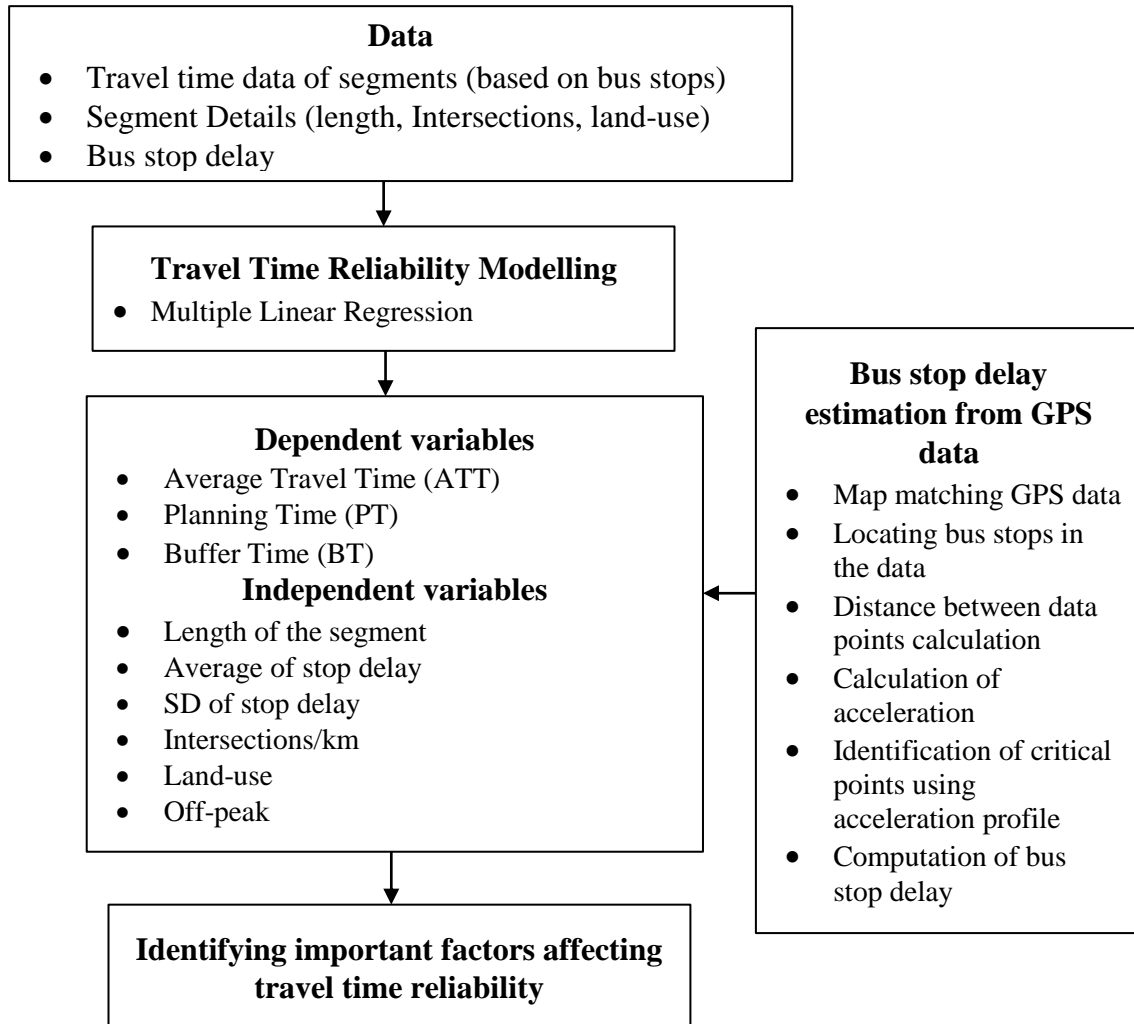 Data
• Travel time data of segments (based on bus stops)
• Segment Details (length, Intersections, land-use)
• Bus stop delay
Travel Time Reliability Modelling
• Multiple Linear Regression
Dependent variables
• Average Travel Time (ATT)
• Planning Time (PT)
• Buffer Time (BT)
Independent variables
• Length of the segment
• Average of stop delay
• SD of stop delay
• Intersections/km
• Land-use
• Off-peak
Bus stop delay
estimation from GPS
data
• Map matching GPS data
• Locating bus stops in
the data
• Distance between data
points calculation
• Calculation of
acceleration
• Identification of critical
points using
acceleration profile
• Computation of bus
stop delay
Identifying important factors affecting
travel time reliability